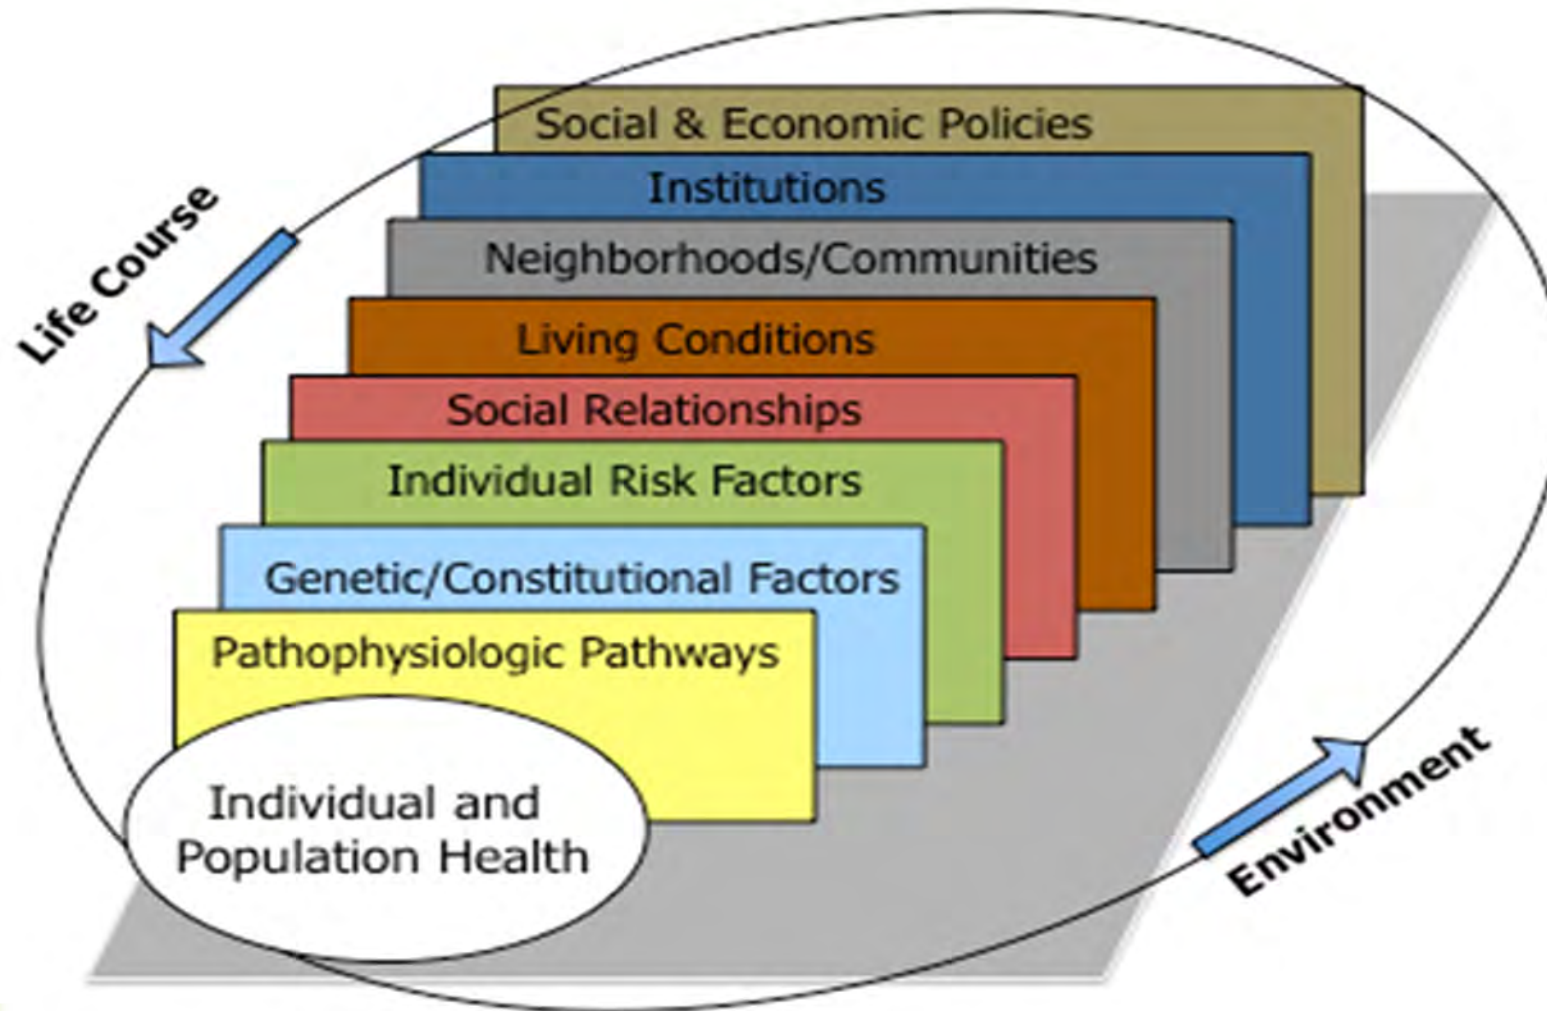 Social & Economic Policies
Institutions
Neighborhoods/Communities
Living Conditions
Social Relationships
Individual Risk Factors
Genetic/Constitutional Factors
Pathophysiologic Pathways
Individual and
Population Health
Life Course
Environment